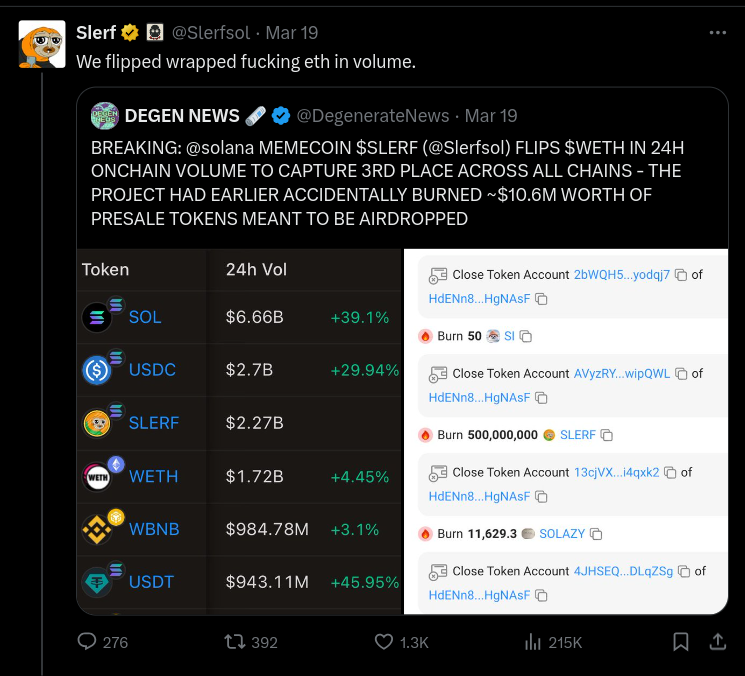 Slerf @Slerfsol · Mar 19
We flipped wrapped fucking eth in volume.
DEGEN NEWS @DegenerateNews · Mar 19
BREAKING: @solana MEMECOIN $SLERF (@Slerfsol) FLIPS $WETH IN 24H
ONCHAIN VOLUME TO CAPTURE 3RD PLACE ACROSS ALL CHAINS - THE
PROJECT HAD EARLIER ACCIDENTALLY BURNED ~$10.6M WORTH OF
PRESALE TOKENS MEANT TO BE AIRDROPPED
Token 24h Vol
SOL $6.66B +39.1%
USDC $2.7B +29.94%
SLERF $2.27B
WETH WETH $1.72B +4.45%
WBNB $984.78M +3.1%
USDT $943.11M +45.95%
Close Token Account 2bWQH5...yodqj7 of
HdENn8...HgNAsF
Burn 50 SI
Close Token Account AVyzRY...wipQWL of
HdENn8...HgNAsF
Burn 500,000,000 SLERF
Close Token Account 13cjVX...i4qxk2 of
HdENn8...HgNAsF
Burn 11,629.3 SOLAZY
Close Token Account 4JHSEQ...DLqZSg of
HdENn8...HgNAsF
276 392 1.3K 215K